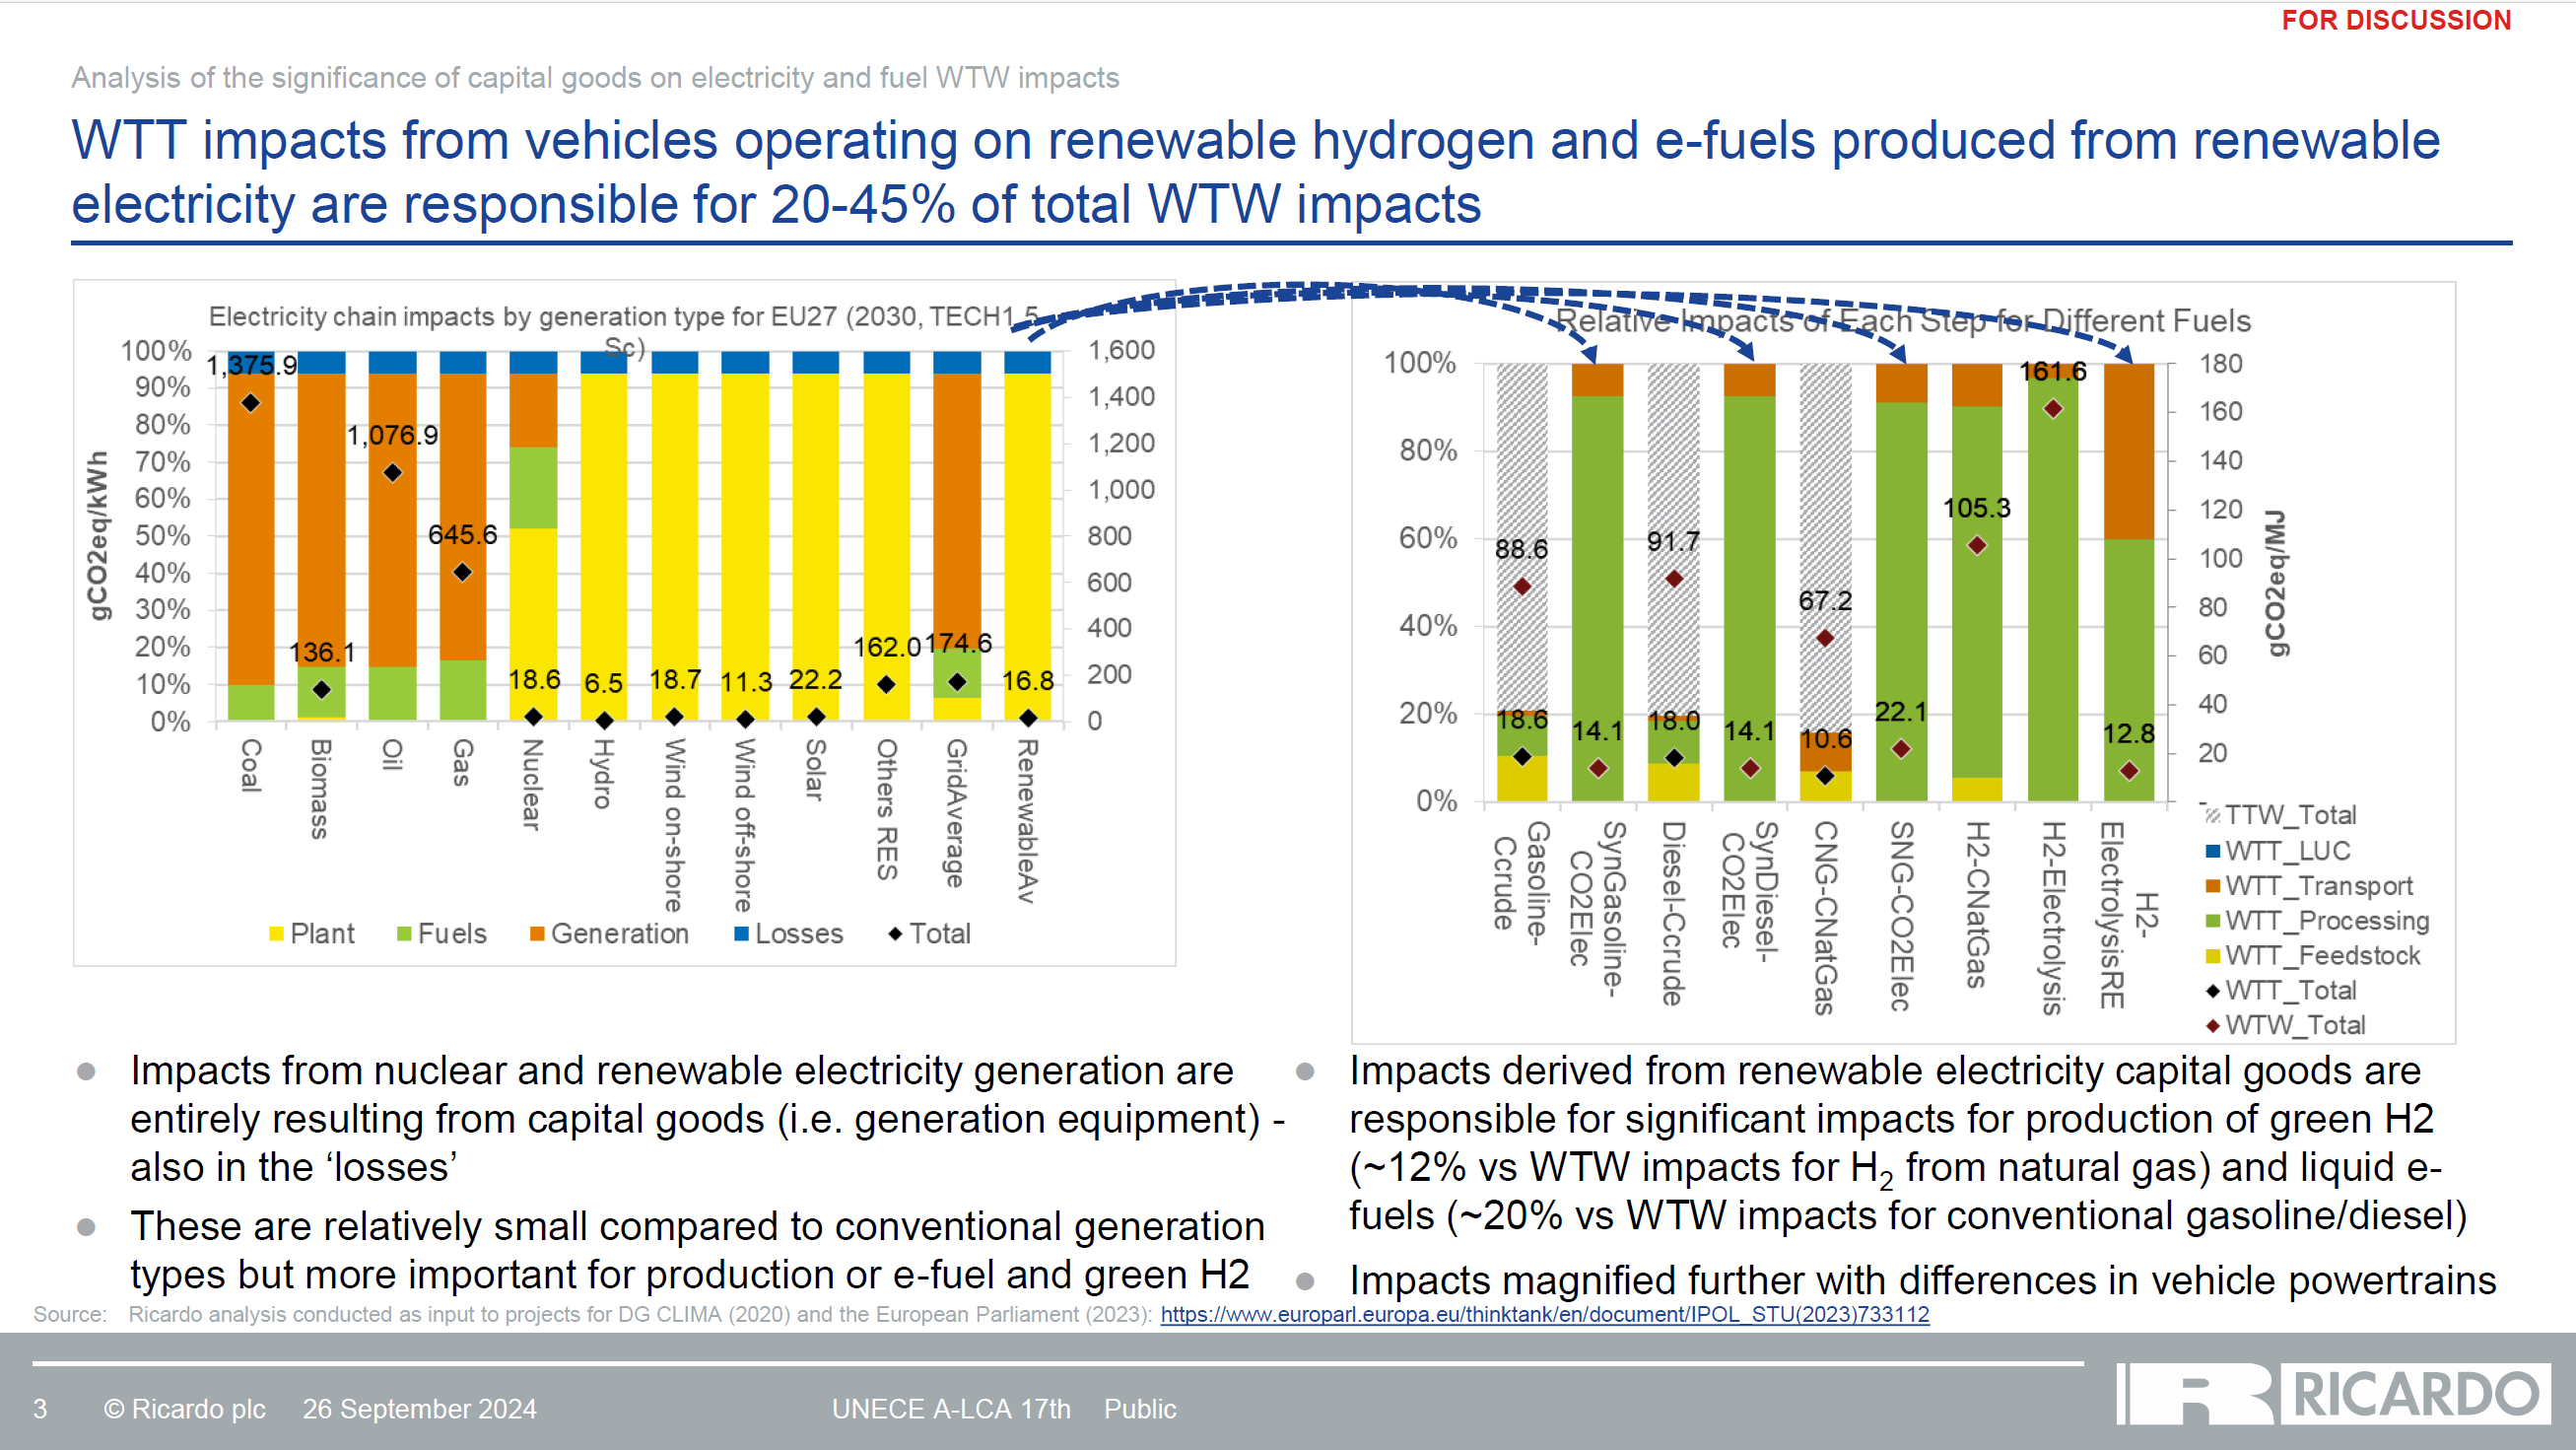 FOR DISCUSSION
Analysis of the significance of capital goods on electricity and fuel WTW impacts
WTT impacts from vehicles operating on renewable hydrogen and e-fuels produced from renewable
electricity are responsible for 20-45% of total WTW impacts
Electricity chain impacts by generation type for EU27 (2030, TECH1.5
Sc)
gCO2eq/kWh
100%
90%
80%
70%
60%
50%
40%
30%
20%
10%
0%
1,375.9
136.1
1,076.9
645.6
18.6
6.5
18.7
11.3
22.2
162.0
174.6
16.8
1,600
1,400
1,200
1,000
800
600
400
200
0
Coal
Biomass
Oil
Gas
Nuclear
Hydro
Wind on-shore
Wind off-shore
Solar
Others RES
GridAverage
RenewableAv
Plant
Fuels
Generation
Losses
Total
Relative Impacts of Each Step for Different Fuels
100%
80%
60%
40%
20%
0%
88.6
18.6
14.1
91.7
18.0
14.1
67.2
10.6
22.1
105.3
161.6
12.8
180
160
140
120
100
80
60
40
20
-
gCO2eq/MJ
Gasoline-
Ccrude
SynGasoline-
CO2Elec
Diesel-Ccrude
SynDiesel-
CO2Elec
CNG-CNatGas
SNG-CO2Elec
H2-CNatGas
H2-Electrolysis
H2-
ElectrolysisRE
TTW_Total
WTT_LUC
WTT_Transport
WTT_Processing
WTT_Feedstock
WTT_Total
WTW_Total
● Impacts from nuclear and renewable electricity generation are
entirely resulting from capital goods (i.e. generation equipment) -
also in the ‘losses’
● These are relatively small compared to conventional generation
types but more important for production or e-fuel and green H2
● Impacts derived from renewable electricity capital goods are
responsible for significant impacts for production of green H2
(~12% vs WTW impacts for H₂ from natural gas) and liquid e-
fuels (~20% vs WTW impacts for conventional gasoline/diesel)
● Impacts magnified further with differences in vehicle powertrains
Source: Ricardo analysis conducted as input to projects for DG CLIMA (2020) and the European Parliament (2023): https://www.europarl.europa.eu/thinktank/en/document/IPOL_STU(2023)733112
3 © Ricardo plc 26 September 2024 UNECE A-LCA 17th Public
RICARDO